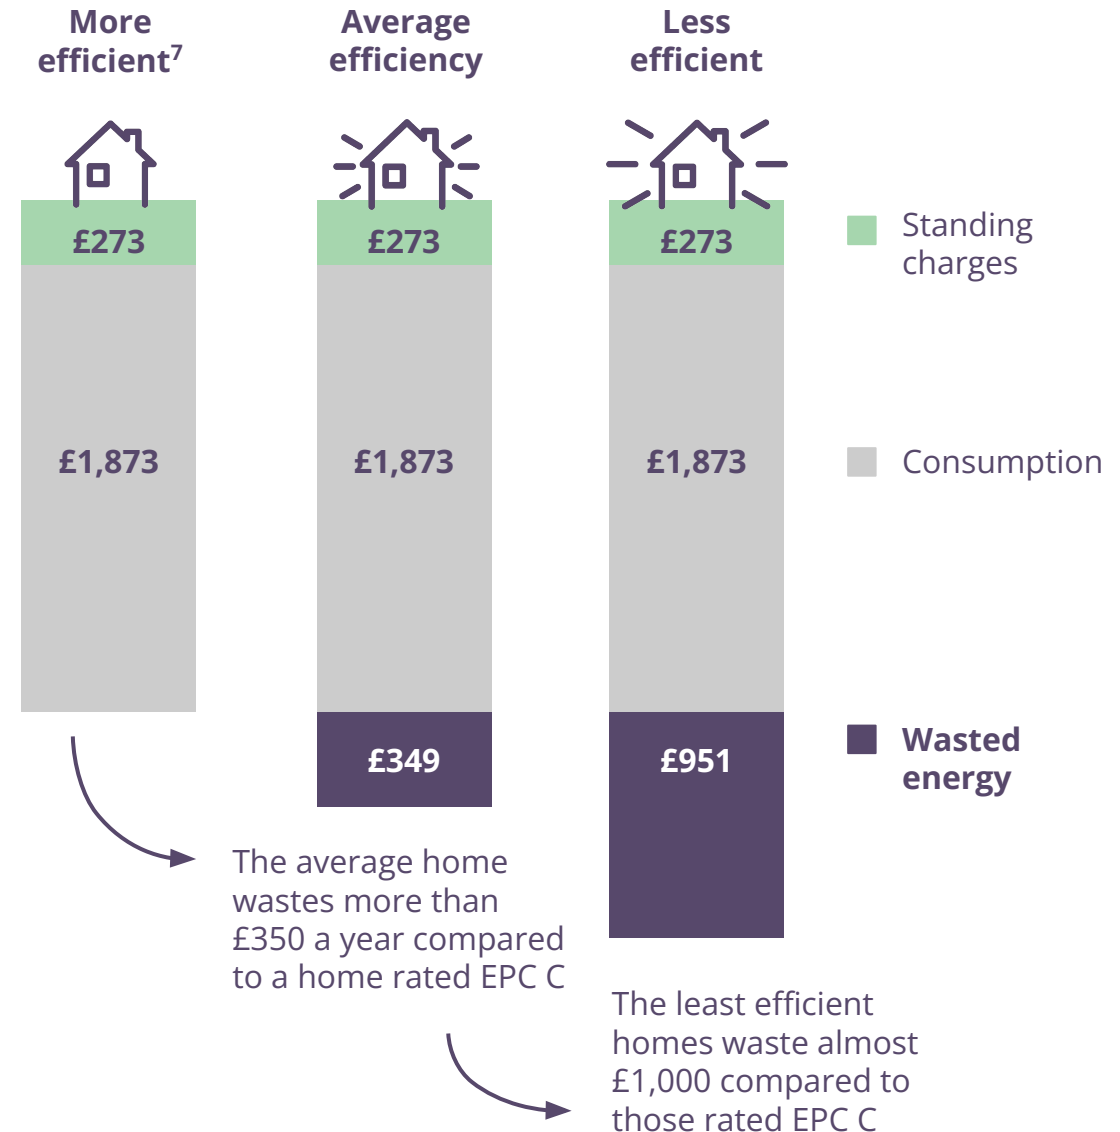 More
efficient⁷
Average
efficiency
Less
efficient
£273
£273
£273
Standing
charges
£1,873
£1,873
£1,873
Consumption
£349
£951
Wasted
energy
The average home
wastes more than
£350 a year compared
to a home rated EPC C
The least efficient
homes waste almost
£1,000 compared to
those rated EPC C